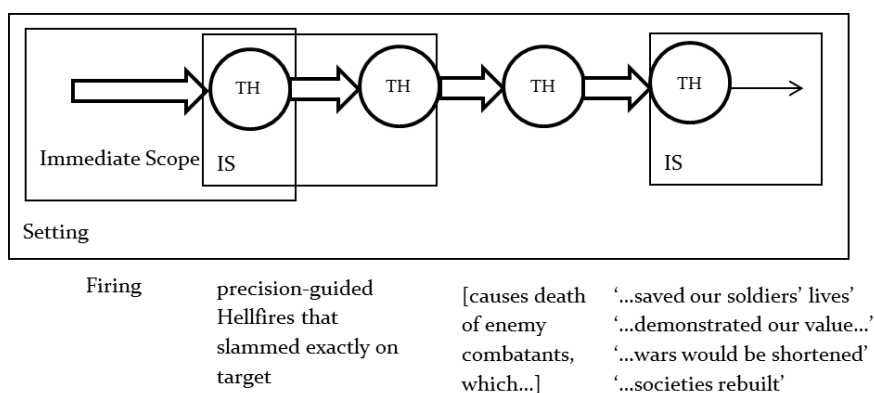 TH
TH
TH
TH
Immediate Scope
IS
IS
Setting
Firing
precision-guided
Hellfires that
slammed exactly on
target
[causes death
of enemy
combatants,
which...]
‘...saved our soldiers’ lives’
‘...demonstrated our value...’
‘...wars would be shortened’
‘...societies rebuilt’